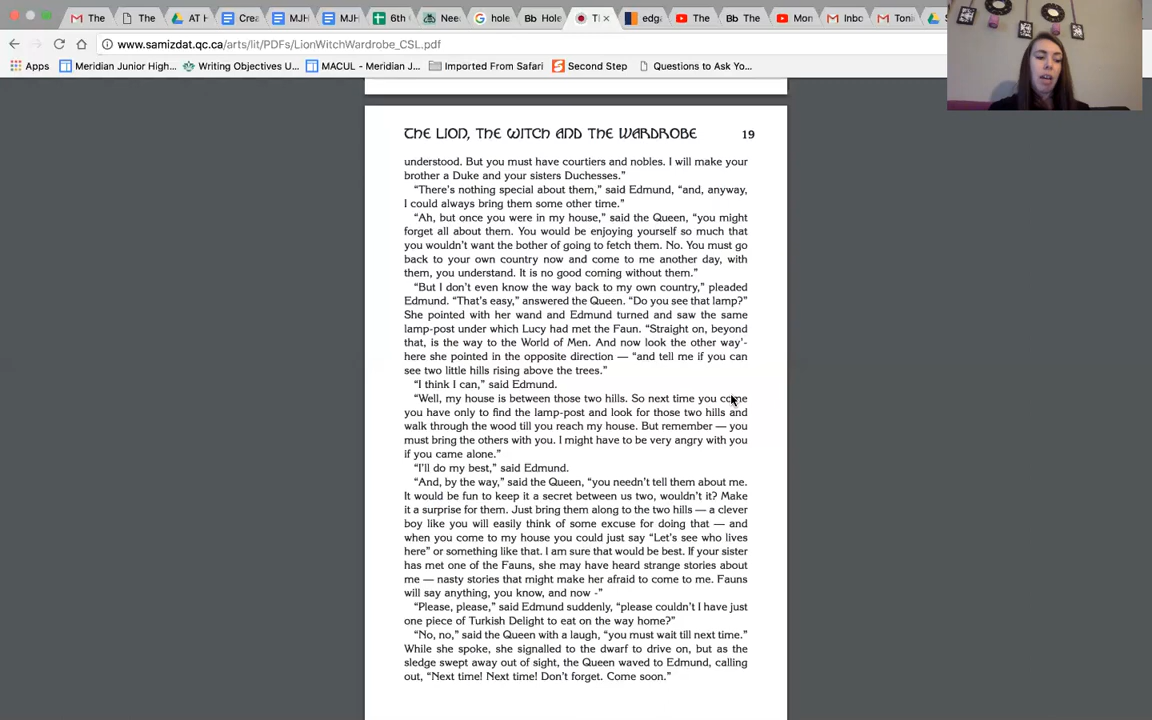 The
The
AT H
Crea
MJH
MJH
6th
Nee
hole
Bb Hole
Tl
edga
The
Bb The
Mon
Inbo
Toni
www.samizdat.qc.ca/arts/lit/PDFs/LionWitchWardrobe_CSL.pdf
Apps
Meridian Junior High...
Writing Objectives U...
MACUL - Meridian J...
Imported From Safari
Second Step
Questions to Ask Yo...
THE LION, THE WITCH AND THE WARDROBE 19
understood. But you must have courtiers and nobles. I will make your
brother a Duke and your sisters Duchesses.”
“There’s nothing special about them,” said Edmund, “and, anyway,
I could always bring them some other time.”
“Ah, but once you were in my house,” said the Queen, “you might
forget all about them. You would be enjoying yourself so much that
you wouldn’t want the bother of going to fetch them. No. You must go
back to your own country now and come to me another day, with
them, you understand. It is no good coming without them.”
“But I don’t even know the way back to my own country,” pleaded
Edmund. “That’s easy,” answered the Queen. “Do you see that lamp?”
She pointed with her wand and Edmund turned and saw the same
lamp-post under which Lucy had met the Faun. “Straight on, beyond
that, is the way to the World of Men. And now look the other way’-
here she pointed in the opposite direction — “and tell me if you can
see two little hills rising above the trees.”
“I think I can,” said Edmund.
“Well, my house is between those two hills. So next time you come
you have only to find the lamp-post and look for those two hills and
walk through the wood till you reach my house. But remember — you
must bring the others with you. I might have to be very angry with you
if you came alone.”
“I’ll do my best,” said Edmund.
“And, by the way,” said the Queen, “you needn’t tell them about me.
It would be fun to keep it a secret between us two, wouldn’t it? Make
it a surprise for them. Just bring them along to the two hills — a clever
boy like you will easily think of some excuse for doing that — and
when you come to my house you could just say “Let’s see who lives
here” or something like that. I am sure that would be best. If your sister
has met one of the Fauns, she may have heard strange stories about
me — nasty stories that might make her afraid to come to me. Fauns
will say anything, you know, and now -”
“Please, please,” said Edmund suddenly, “please couldn’t I have just
one piece of Turkish Delight to eat on the way home?”
“No, no,” said the Queen with a laugh, “you must wait till next time.”
While she spoke, she signalled to the dwarf to drive on, but as the
sledge swept away out of sight, the Queen waved to Edmund, calling
out, “Next time! Next time! Don’t forget. Come soon.”